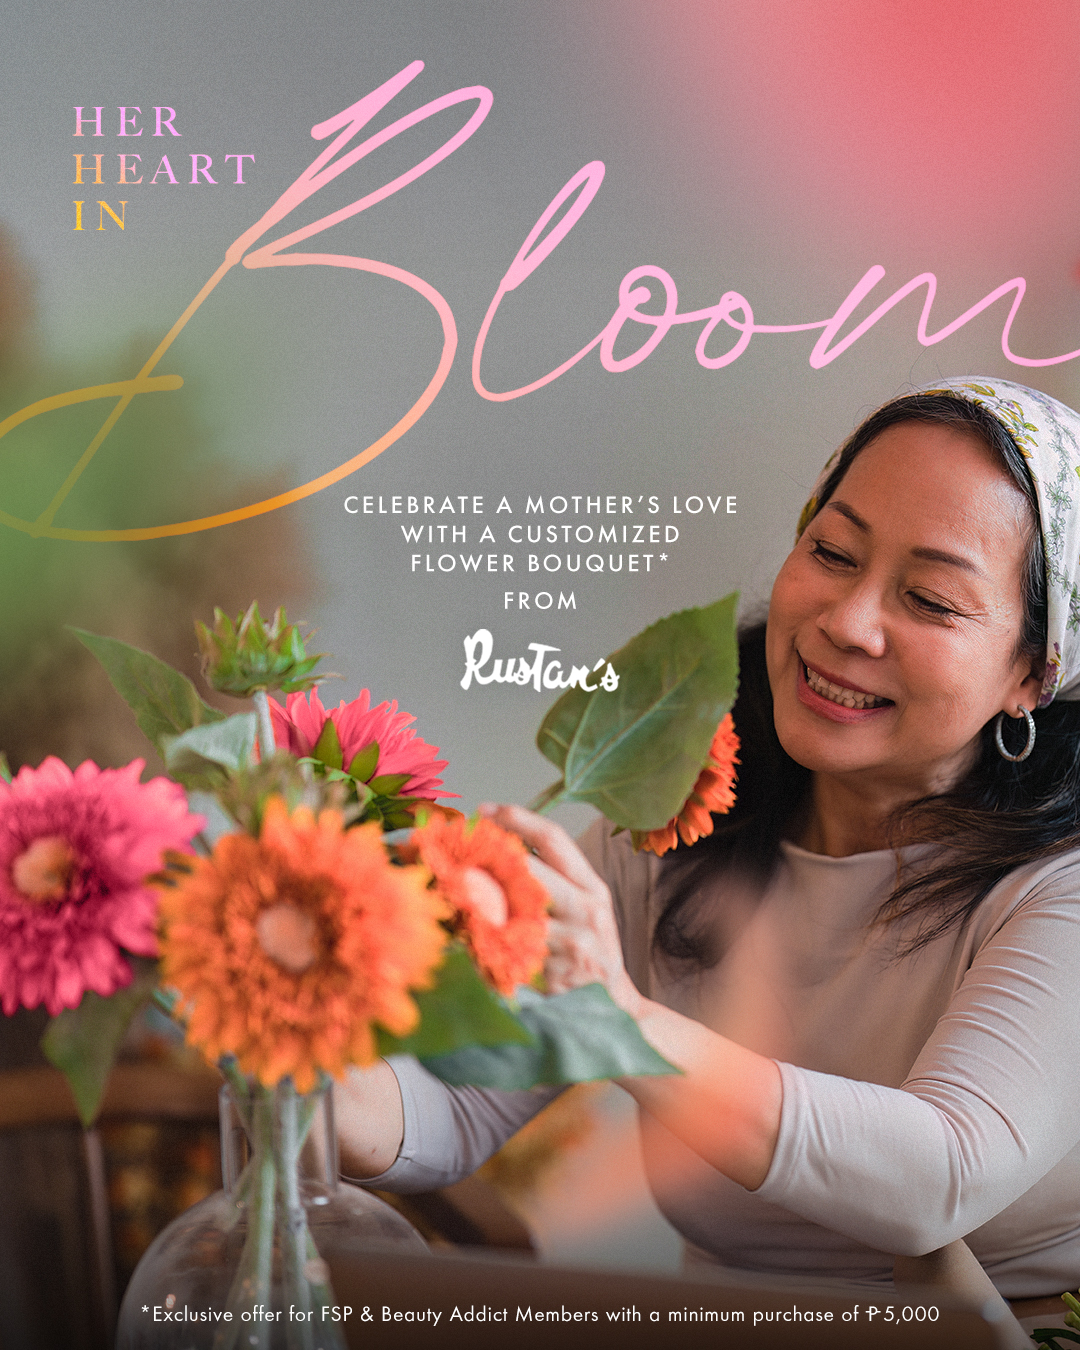 HER
HEART
IN
Bloom
CELEBRATE A MOTHER'S LOVE
WITH A CUSTOMIZED
FLOWER BOUQUET*
FROM
Rustan's
*Exclusive offer for FSP & Beauty Addict Members with a minimum purchase of ₱5,000